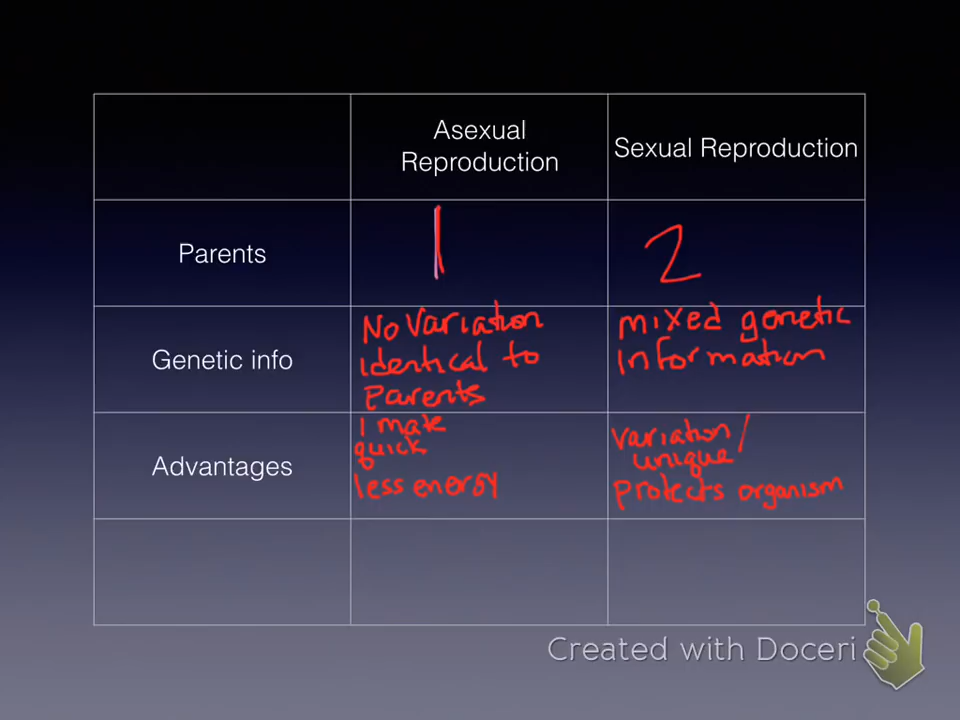 Asexual
Reproduction
Sexual Reproduction
Parents
1
2
Genetic info
No Variation
identical to
Parents
mixed genetic
information
Advantages
1 mate
quick
less energy
variation/
unique
protects organism
Created with Doceri